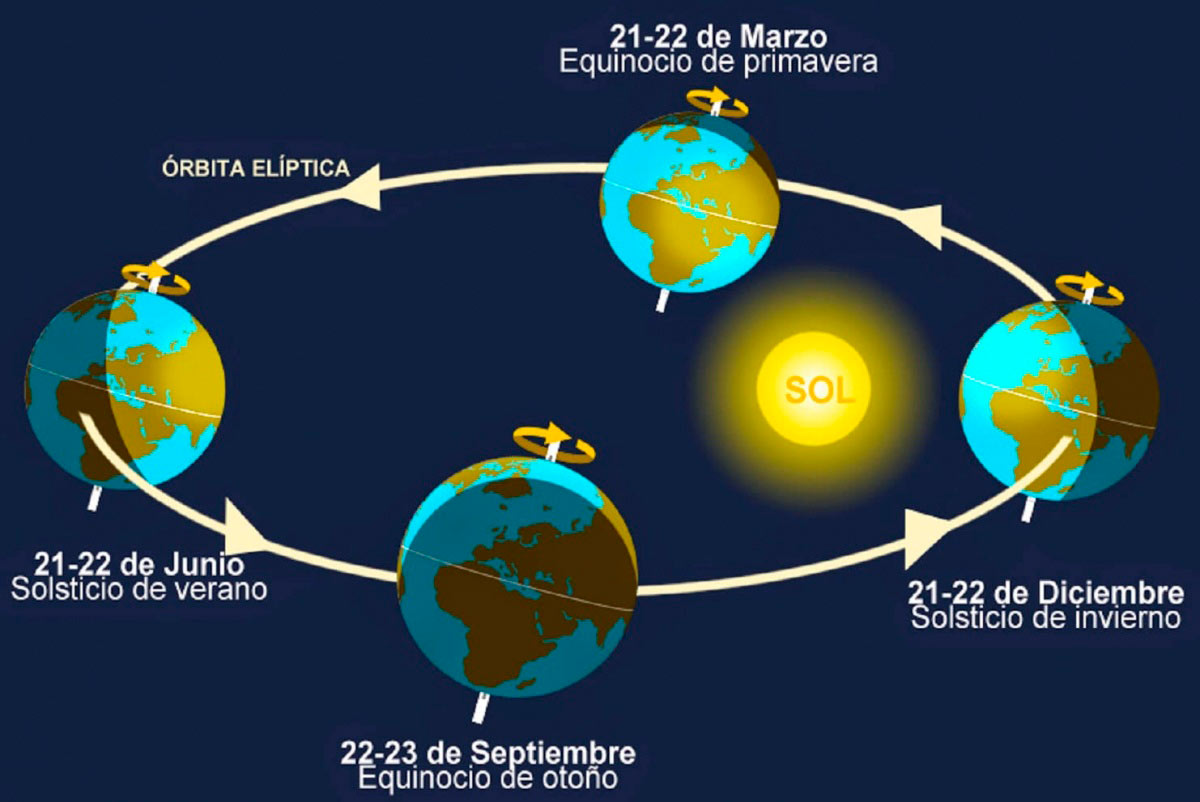 21-22 de Marzo
Equinocio de primavera
ÓRBITA ELÍPTICA
SOL
21-22 de Junio
Solsticio de verano
21-22 de Diciembre
Solsticio de invierno
22-23 de Septiembre
Equinocio de otoño